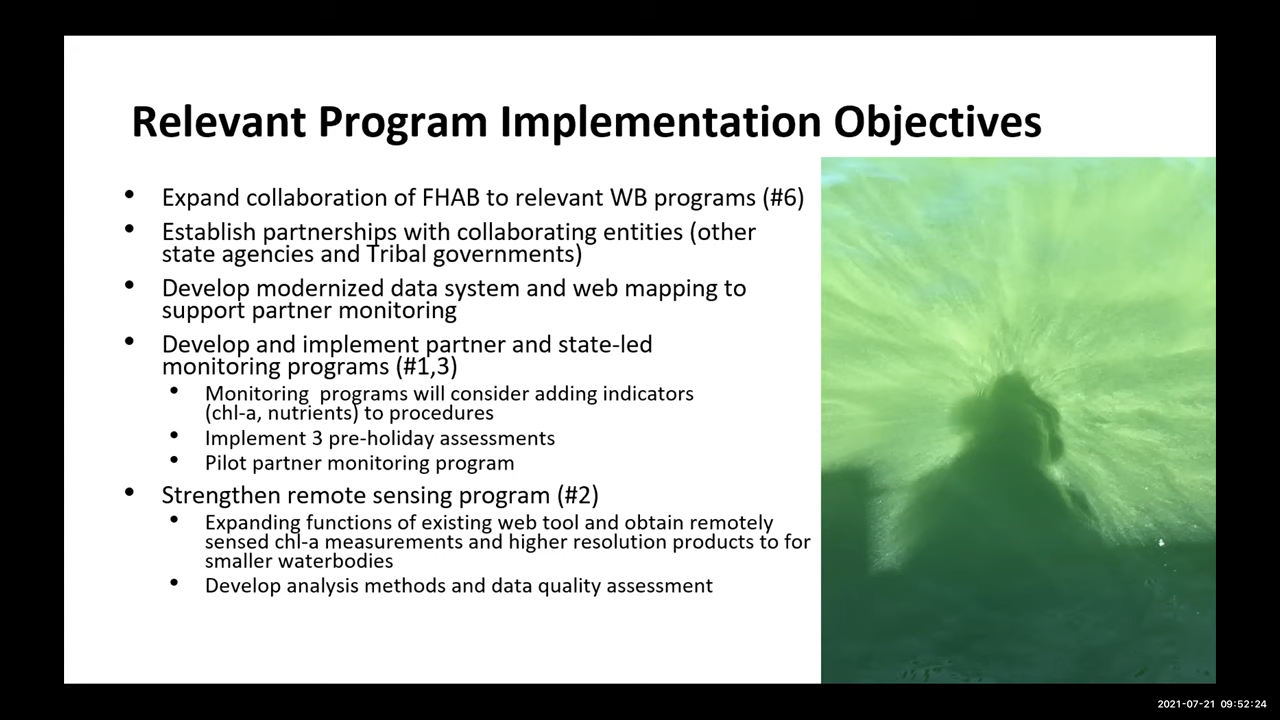 Relevant Program Implementation Objectives
• Expand collaboration of FHAB to relevant WB programs (#6)
• Establish partnerships with collaborating entities (other
state agencies and Tribal governments)
• Develop modernized data system and web mapping to
support partner monitoring
• Develop and implement partner and state-led
monitoring programs (#1,3)
• Monitoring programs will consider adding indicators
(chl-a, nutrients) to procedures
• Implement 3 pre-holiday assessments
• Pilot partner monitoring program
• Strengthen remote sensing program (#2)
• Expanding functions of existing web tool and obtain remotely
sensed chl-a measurements and higher resolution products to for
smaller waterbodies
• Develop analysis methods and data quality assessment
2021-07-21 09:52:24